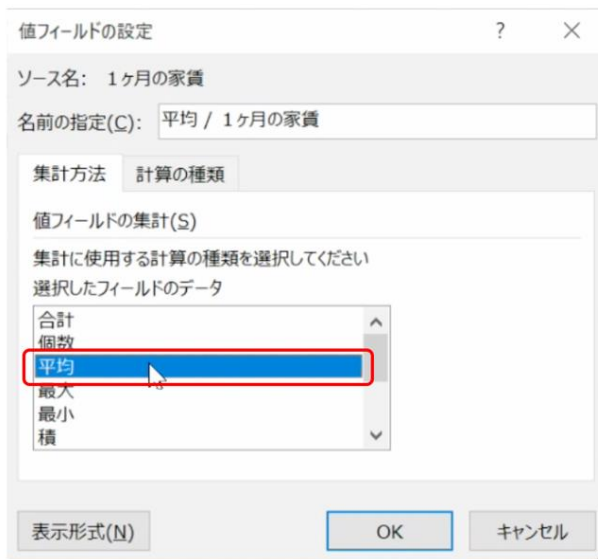 値フィールドの設定 ?
ソース名: 1ヶ月の家賃
名前の指定(C): 平均 / 1ヶ月の家賃
集計方法 計算の種類
値フィールドの集計(S)
集計に使用する計算の種類を選択してください
選択したフィールドのデータ
合計
個数
平均
最大
最小
積
表示形式(N) OK キャンセル